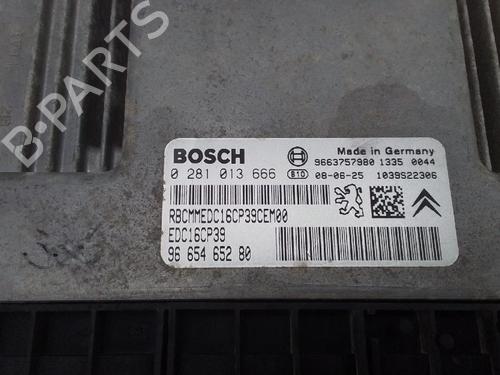 B-PARTS
BOSCH
Made in Germany
9663757980 1335 0044
0 281 013 666 B10 08-06-25 1039S22306
RBCMMEDC16CP39CEM00
EDC16CP39
96 654 652 80